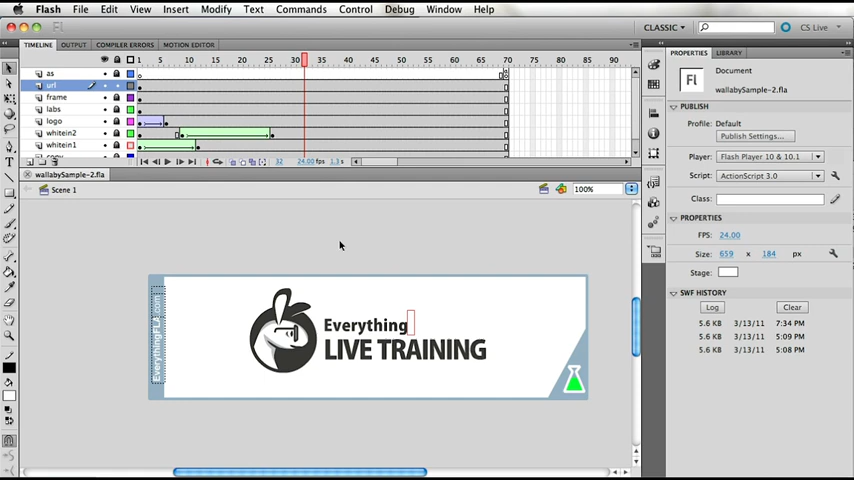 Flash File Edit View Insert Modify Text Commands Control Debug Window Help
CLASSIC CS Live
TIMELINE OUTPUT COMPILER ERRORS MOTION EDITOR
1 5 10 15 20 25 30 35 40 45 50 55 60 65 70 75 80 85 90
as
url
frame
labs
logo
whitein2
whitein1
copy
32 24.00 fps 1.3 s
wallabySample-2.fla
Scene 1
100%
EverythingFLA.com
Everything
LIVE TRAINING
PROPERTIES LIBRARY
Fl
Document
wallabySample-2.fla
PUBLISH
Profile: Default
Publish Settings...
Player: Flash Player 10 & 10.1
Script: ActionScript 3.0
Class:
PROPERTIES
FPS: 24.00
Size: 659 x 184 px
Stage:
SWF HISTORY
Log Clear
5.6 KB 3/13/11 7:34 PM
5.6 KB 3/13/11 5:09 PM
5.6 KB 3/13/11 5:08 PM